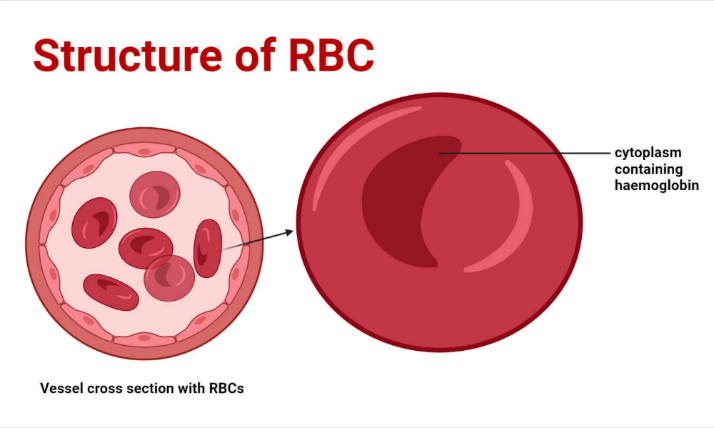 Structure of RBC
cytoplasm
containing
haemoglobin
Vessel cross section with RBCs